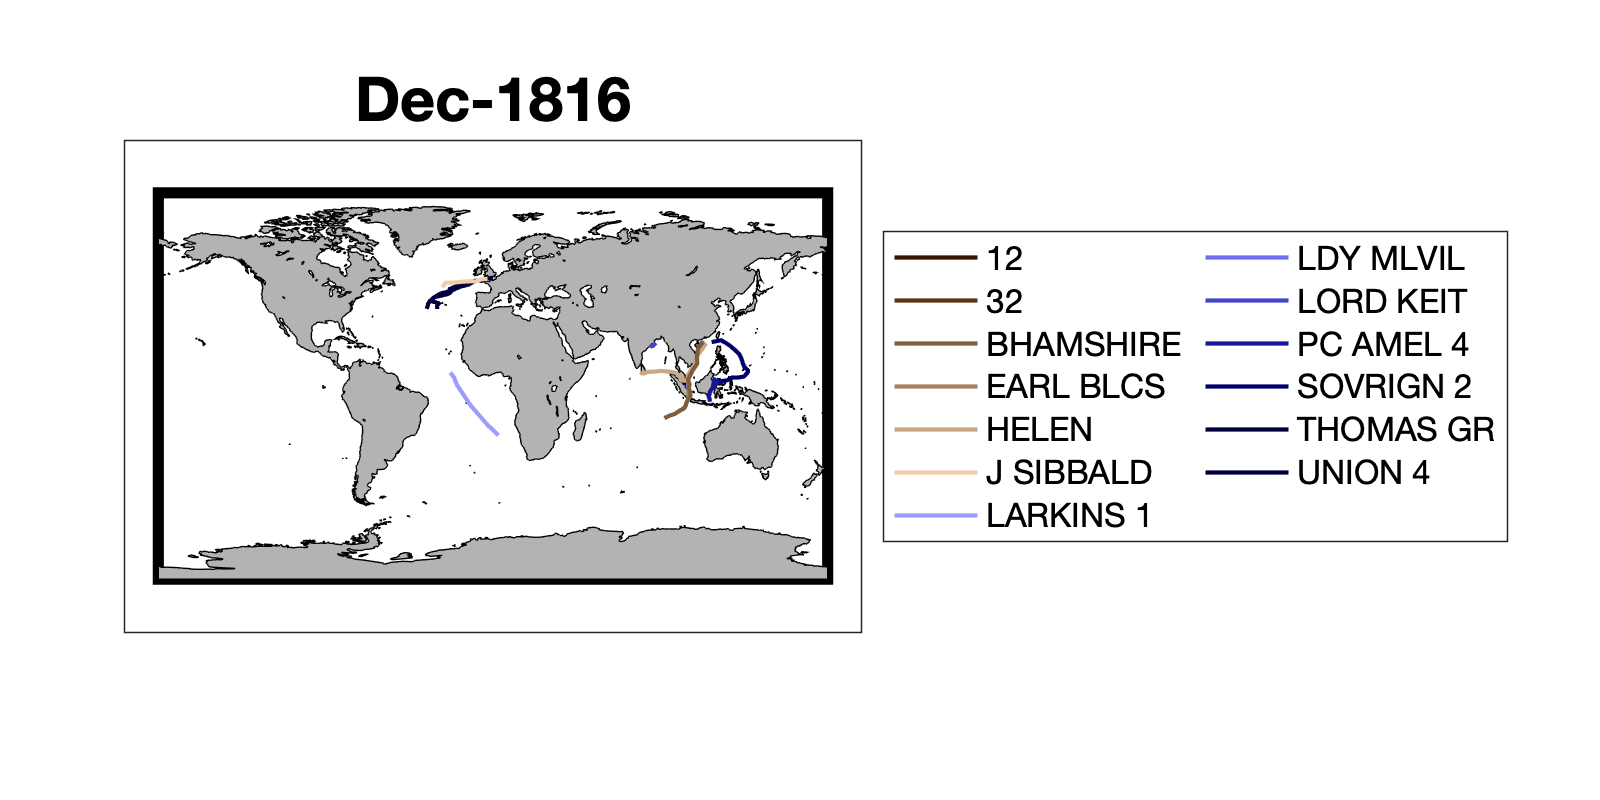 Dec-1816
12
32
BHAMSHIRE
EARL BLCS
HELEN
J SIBBALD
LARKINS 1
LDY MLVIL
LORD KEIT
PC AMEL 4
SOVRIGN 2
THOMAS GR
UNION 4